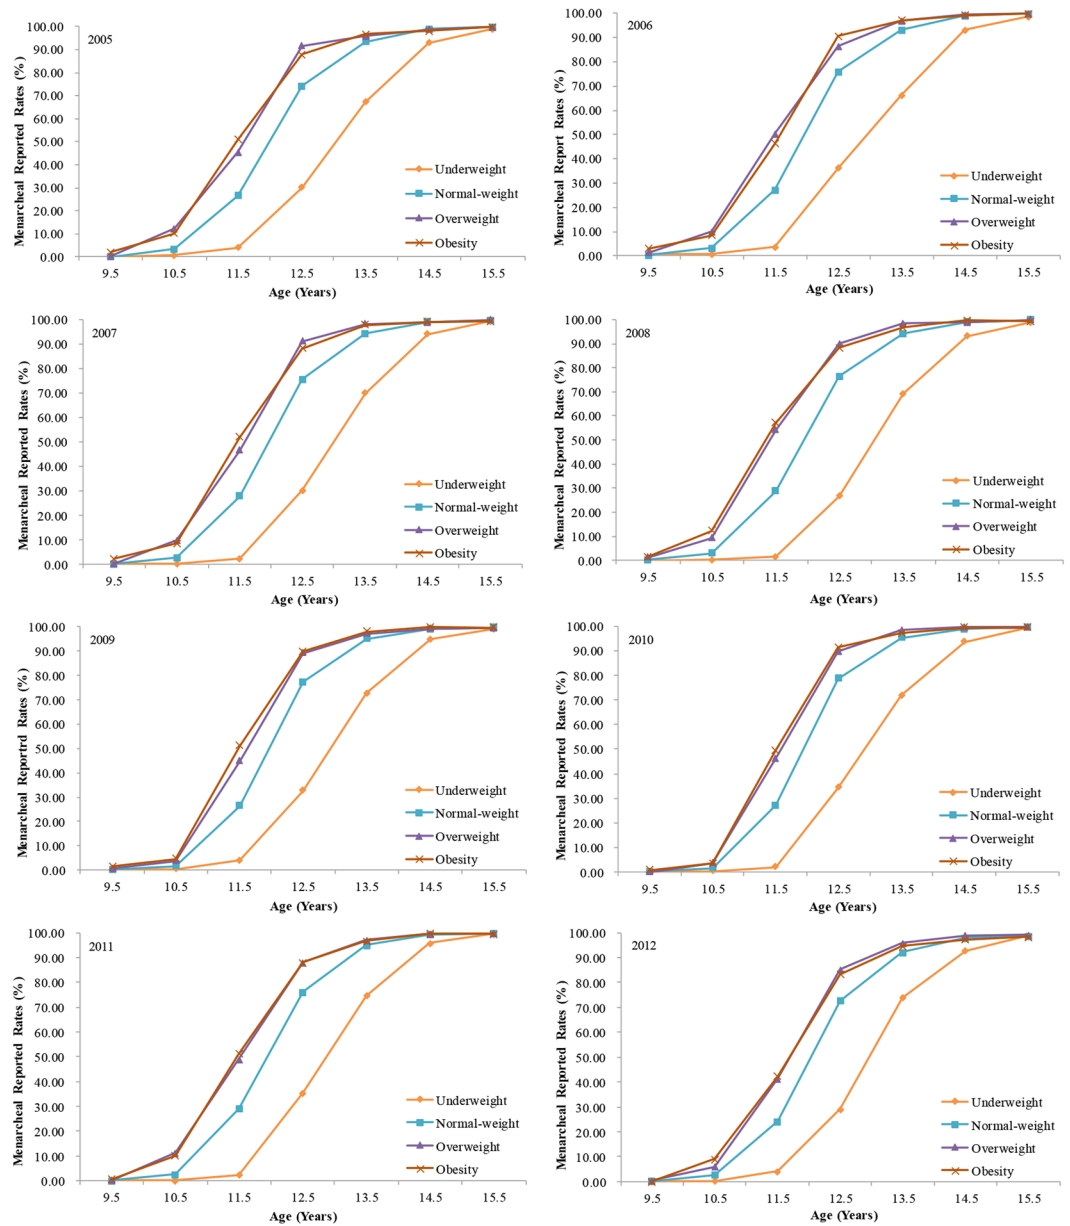 2005
Menarcheal Reported Rates (%)
100.00
90.00
80.00
70.00
60.00
50.00
40.00
30.00
20.00
10.00
0.00
9.5 10.5 11.5 12.5 13.5 14.5 15.5
Age (Years)
Underweight
Normal-weight
Overweight
Obesity
2006
Menarcheal Report Rates (%)
100.00
90.00
80.00
70.00
60.00
50.00
40.00
30.00
20.00
10.00
0.00
9.5 10.5 11.5 12.5 13.5 14.5 15.5
Age (Years)
Underweight
Normal-weight
Overweight
Obesity
2007
Menarcheal Reported Rates (%)
100.00
90.00
80.00
70.00
60.00
50.00
40.00
30.00
20.00
10.00
0.00
9.5 10.5 11.5 12.5 13.5 14.5 15.5
Age (Years)
Underweight
Normal-weight
Overweight
Obesity
2008
Menarcheal Reported Rates (%)
100.00
90.00
80.00
70.00
60.00
50.00
40.00
30.00
20.00
10.00
0.00
9.5 10.5 11.5 12.5 13.5 14.5 15.5
Age (Years)
Underweight
Normal-weight
Overweight
Obesity
2009
Menarcheal Reportrd Rates (%)
100.00
90.00
80.00
70.00
60.00
50.00
40.00
30.00
20.00
10.00
0.00
9.5 10.5 11.5 12.5 13.5 14.5 15.5
Age (Years)
Underweight
Normal-weight
Overweight
Obesity
2010
Menarcheal Reported Rates (%)
100.00
90.00
80.00
70.00
60.00
50.00
40.00
30.00
20.00
10.00
0.00
9.5 10.5 11.5 12.5 13.5 14.5 15.5
Age (Years)
Underweight
Normal-weight
Overweight
Obesity
2011
Menarcheal Reported Rates (%)
100.00
90.00
80.00
70.00
60.00
50.00
40.00
30.00
20.00
10.00
0.00
9.5 10.5 11.5 12.5 13.5 14.5 15.5
Age (Years)
Underweight
Normal-weight
Overweight
Obesity
2012
Menarcheal Reported Rates (%)
100.00
90.00
80.00
70.00
60.00
50.00
40.00
30.00
20.00
10.00
0.00
9.5 10.5 11.5 12.5 13.5 14.5 15.5
Age (Years)
Underweight
Normal-weight
Overweight
Obesity